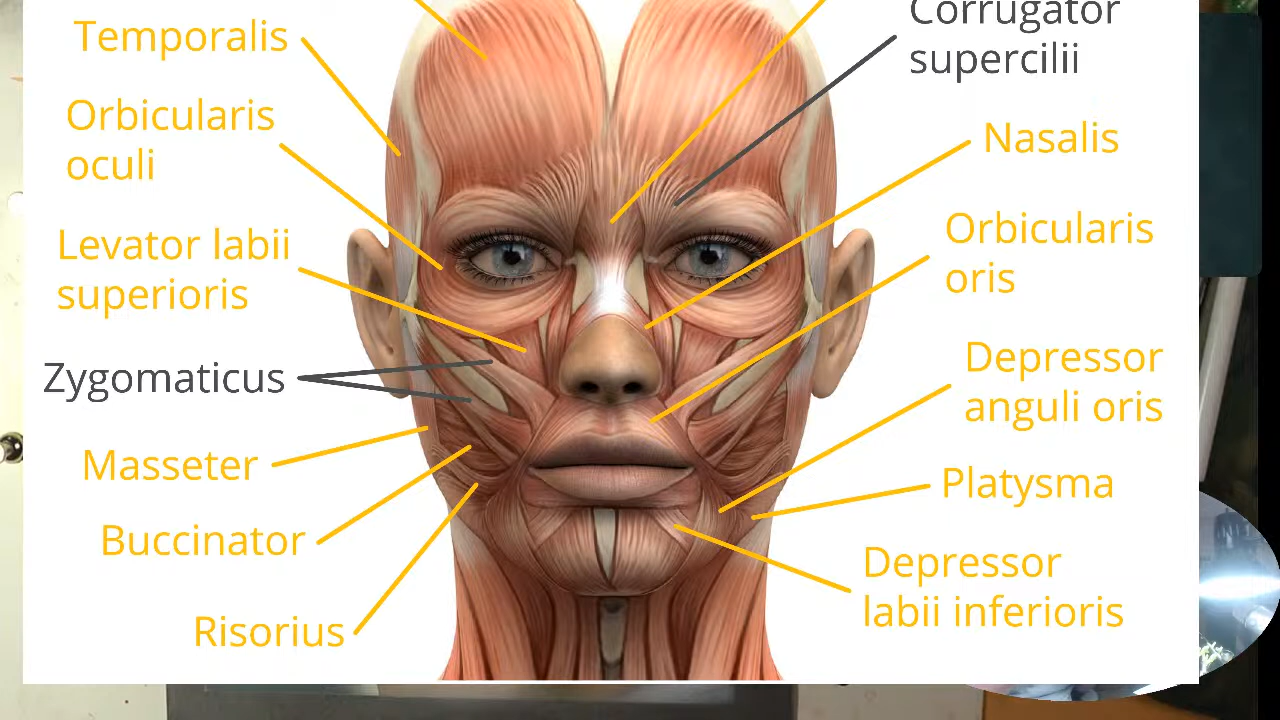 Temporalis
Orbicularis
oculi
Levator labii
superioris
Zygomaticus
Masseter
Buccinator
Risorius
Corrugator
supercilii
Nasalis
Orbicularis
oris
Depressor
anguli oris
Platysma
Depressor
labii inferioris